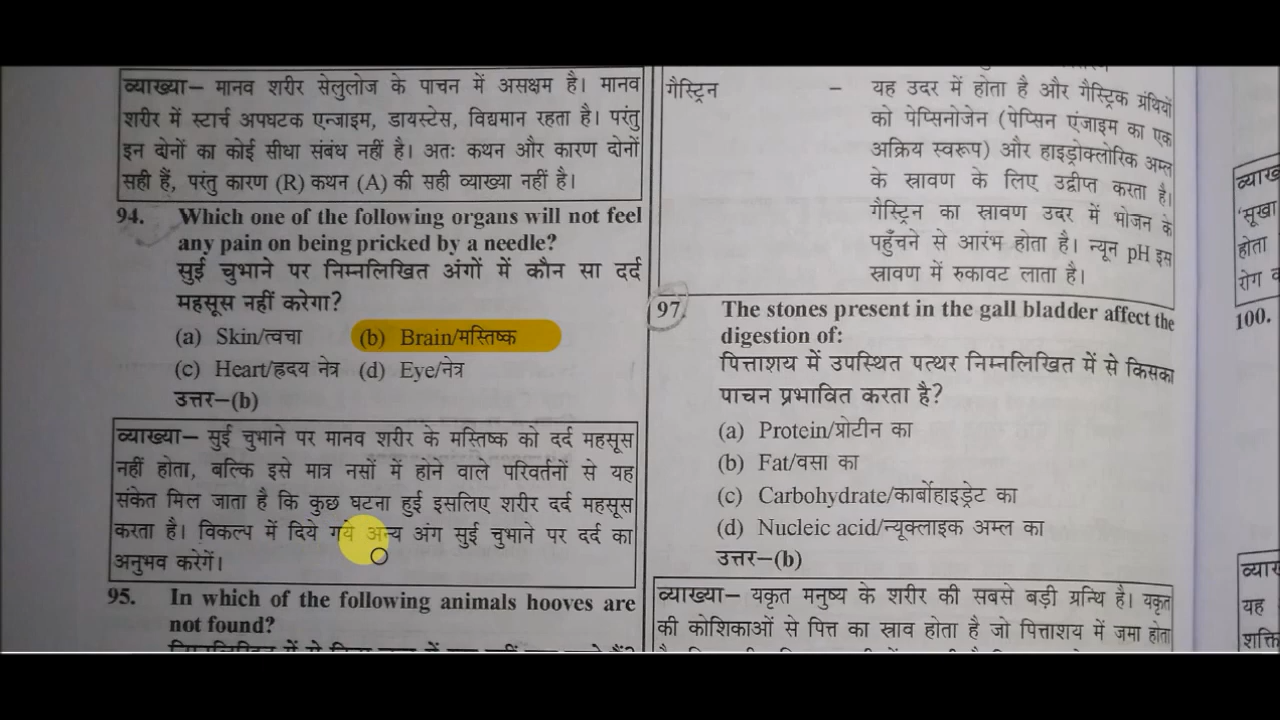 व्याख्या– मानव शरीर सेलुलोज के पाचन में असक्षम है। मानव
शरीर में स्टार्च अपघटक एन्जाइम, डायस्टेस, विद्यमान रहता है। परंतु
इन दोनों का कोई सीधा संबंध नहीं है। अतः कथन और कारण दोनों
सही हैं, परंतु कारण (R) कथन (A) की सही व्याख्या नहीं है।
94. Which one of the following organs will not feel
any pain on being pricked by a needle?
सुई चुभाने पर निम्नलिखित अंगों में कौन सा दर्द
महसूस नहीं करेगा?
(a) Skin/त्वचा (b) Brain/मस्तिष्क
(c) Heart/हृदय नेत्र (d) Eye/नेत्र
उत्तर–(b)
व्याख्या– सुई चुभाने पर मानव शरीर के मस्तिष्क को दर्द महसूस
नहीं होता, बल्कि इसे मात्र नसों में होने वाले परिवर्तनों से यह
संकेत मिल जाता है कि कुछ घटना हुई इसलिए शरीर दर्द महसूस
करता है। विकल्प में दिये गये अन्य अंग सुई चुभाने पर दर्द का
अनुभव करेगें।
95. In which of the following animals hooves are
not found?
गैस्ट्रिन – यह उदर में होता है और गैस्ट्रिक ग्रंथियों
को पेप्सिनोजेन (पेप्सिन एंजाइम का एक
अक्रिय स्वरूप) और हाइड्रोक्लोरिक अम्ल
के स्रावण के लिए उद्दीप्त करता है।
गैस्ट्रिन का स्रावण उदर में भोजन के
पहुँचने से आरंभ होता है। न्यून pH इस
स्रावण में रुकावट लाता है।
97. The stones present in the gall bladder affect the
digestion of:
पित्ताशय में उपस्थित पत्थर निम्नलिखित में से किसका
पाचन प्रभावित करता है?
(a) Protein/प्रोटीन का
(b) Fat/वसा का
(c) Carbohydrate/कार्बोहाइड्रेट का
(d) Nucleic acid/न्यूक्लाइक अम्ल का
उत्तर–(b)
व्याख्या– यकृत मनुष्य के शरीर की सबसे बड़ी ग्रन्थि है। यकृत
की कोशिकाओं से पित्त का स्राव होता है जो पित्ताशय में जमा होता
व्याख
'सूखा
होता
रोग
100.
व्या
यह
शक्ति